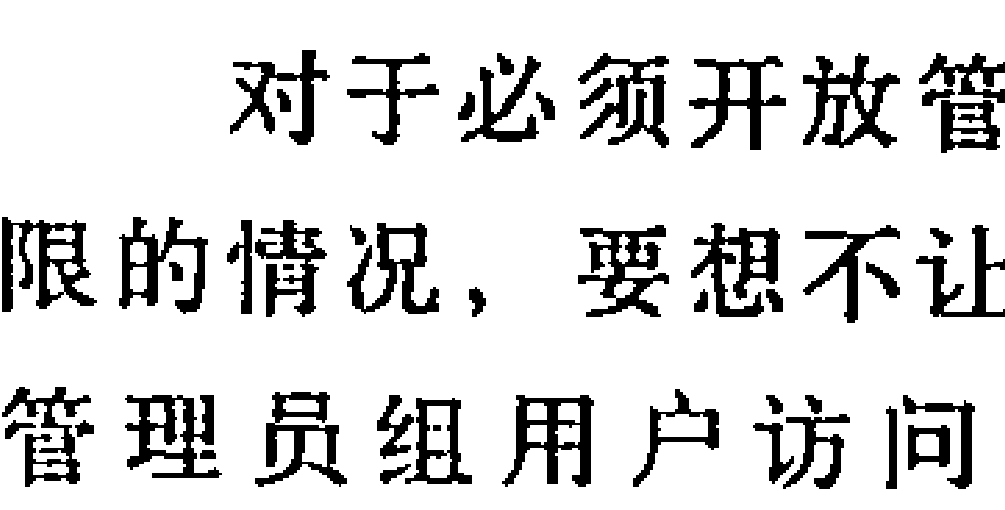 对于必须开放管
限的情况，要想不让
管理员组用户访问